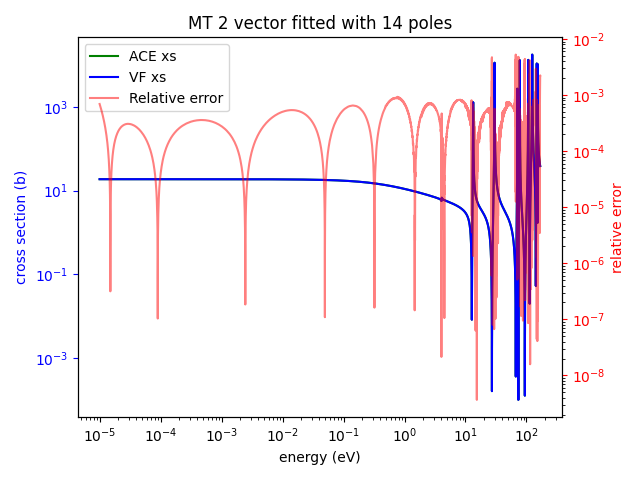 MT 2 vector fitted with 14 poles
ACE xs
VF xs
Relative error
cross section (b)
10³
10¹
10⁻¹
10⁻³
10⁻²
10⁻³
10⁻⁴
10⁻⁵
10⁻⁶
10⁻⁷
10⁻⁸
relative error
10⁻⁵
10⁻⁴
10⁻³
10⁻²
10⁻¹
10⁰
10¹
10²
energy (eV)